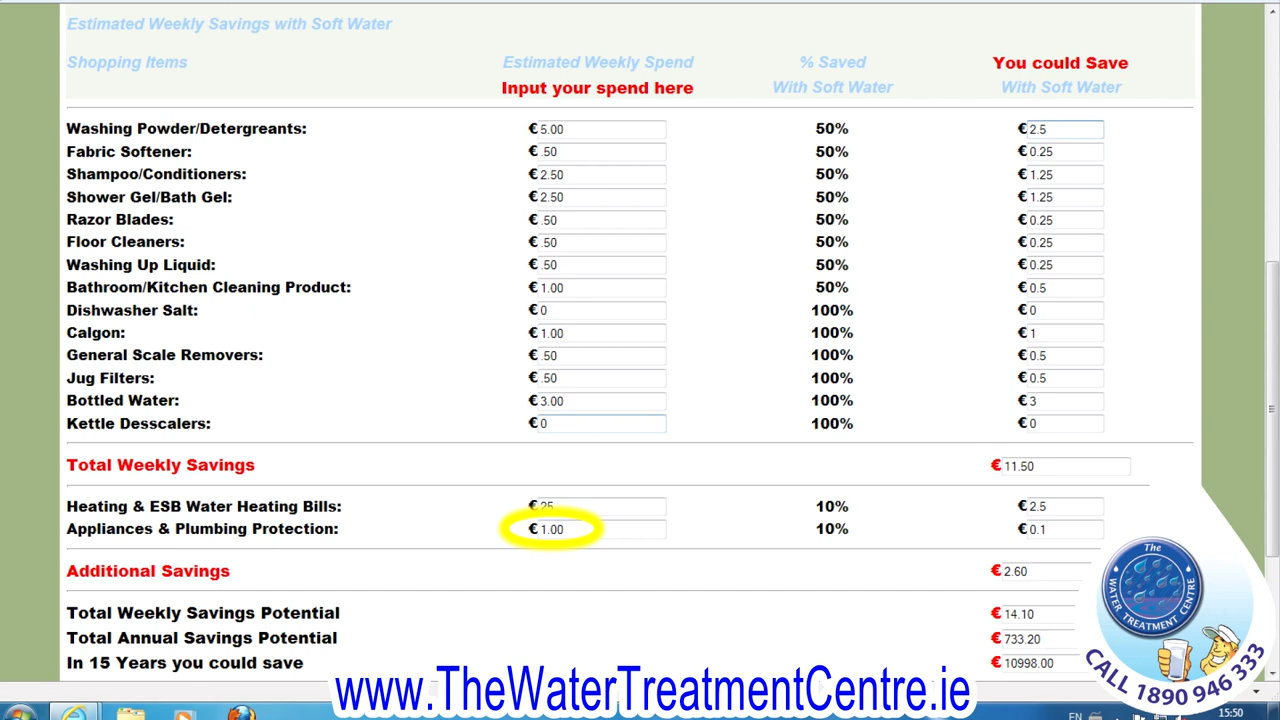 Estimated Weekly Savings with Soft Water
Shopping Items Estimated Weekly Spend % Saved You could Save
Input your spend here With Soft Water With Soft Water
Washing Powder/Detergreants: € 5.00 50% € 2.5
Fabric Softener: € .50 50% € 0.25
Shampoo/Conditioners: € 2.50 50% € 1.25
Shower Gel/Bath Gel: € 2.50 50% € 1.25
Razor Blades: € .50 50% € 0.25
Floor Cleaners: € .50 50% € 0.25
Washing Up Liquid: € .50 50% € 0.25
Bathroom/Kitchen Cleaning Product: € 1.00 50% € 0.5
Dishwasher Salt: € 0 100% € 0
Calgon: € 1.00 100% € 1
General Scale Removers: € .50 100% € 0.5
Jug Filters: € .50 100% € 0.5
Bottled Water: € 3.00 100% € 3
Kettle Desscalers: € 0 100% € 0
Total Weekly Savings € 11.50
Heating & ESB Water Heating Bills: € 25 10% € 2.5
Appliances & Plumbing Protection: € 1.00 10% € 0.1
Additional Savings € 2.60
Total Weekly Savings Potential € 14.10
Total Annual Savings Potential € 733.20
In 15 Years you could save € 10998.00
The
WATER TREATMENT CENTRE
CALL 1890 946 333
www.TheWaterTreatmentCentre.ie
EN 15:50